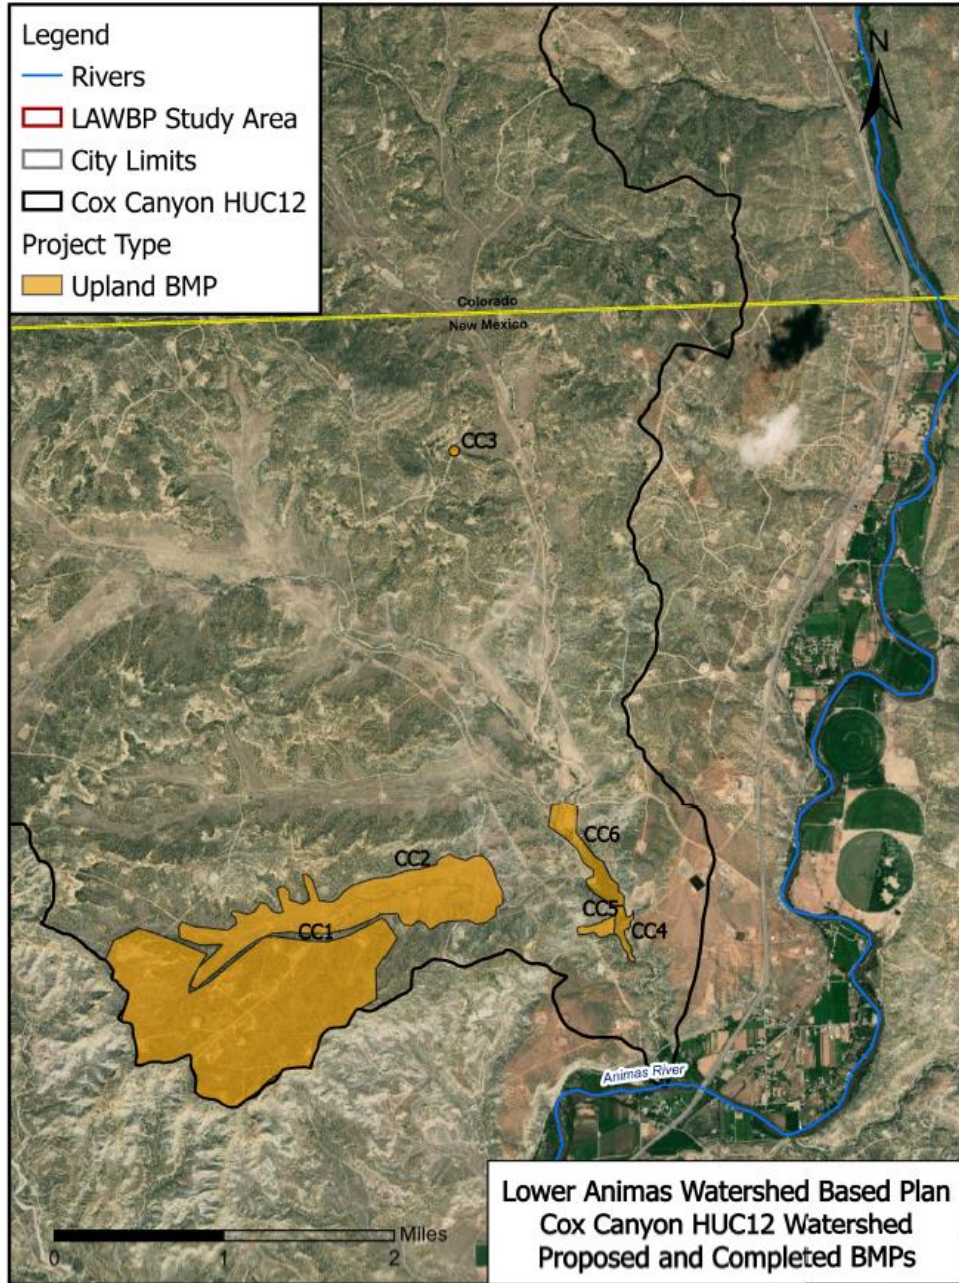 Legend
Rivers
LAWBP Study Area
City Limits
Cox Canyon HUC12
Project Type
Upland BMP
N
Colorado
New Mexico
CC3
CC6
CC2
CC5
CC4
CC1
Animas River
Miles
0 1 2
Lower Animas Watershed Based Plan
Cox Canyon HUC12 Watershed
Proposed and Completed BMPs